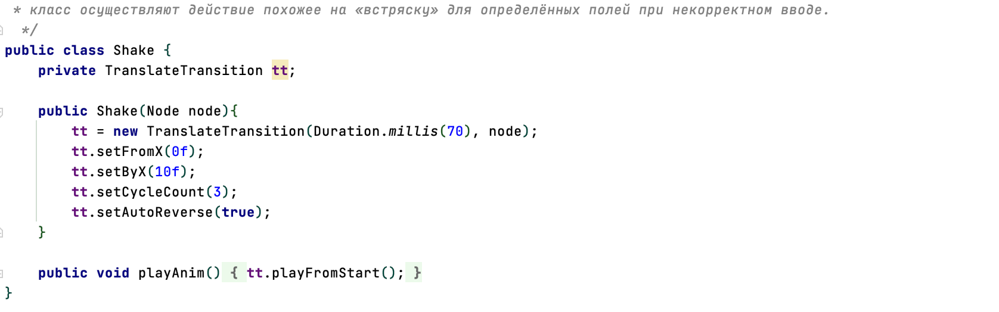 * класс осуществляют действие похожее на «встряску» для определённых полей при некорректном вводе.
*/
public class Shake {
    private TranslateTransition tt;

    public Shake(Node node){
        tt = new TranslateTransition(Duration.millis(70), node);
        tt.setFromX(0f);
        tt.setByX(10f);
        tt.setCycleCount(3);
        tt.setAutoReverse(true);
    }

    public void playAnim() { tt.playFromStart(); }
}